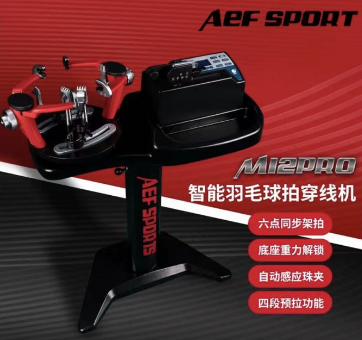 AEF SPORT
M12PRO
智能羽毛球拍穿线机
六点同步架拍
底座重力解锁
自动感应珠夹
四段预拉功能
AEF SPORTS